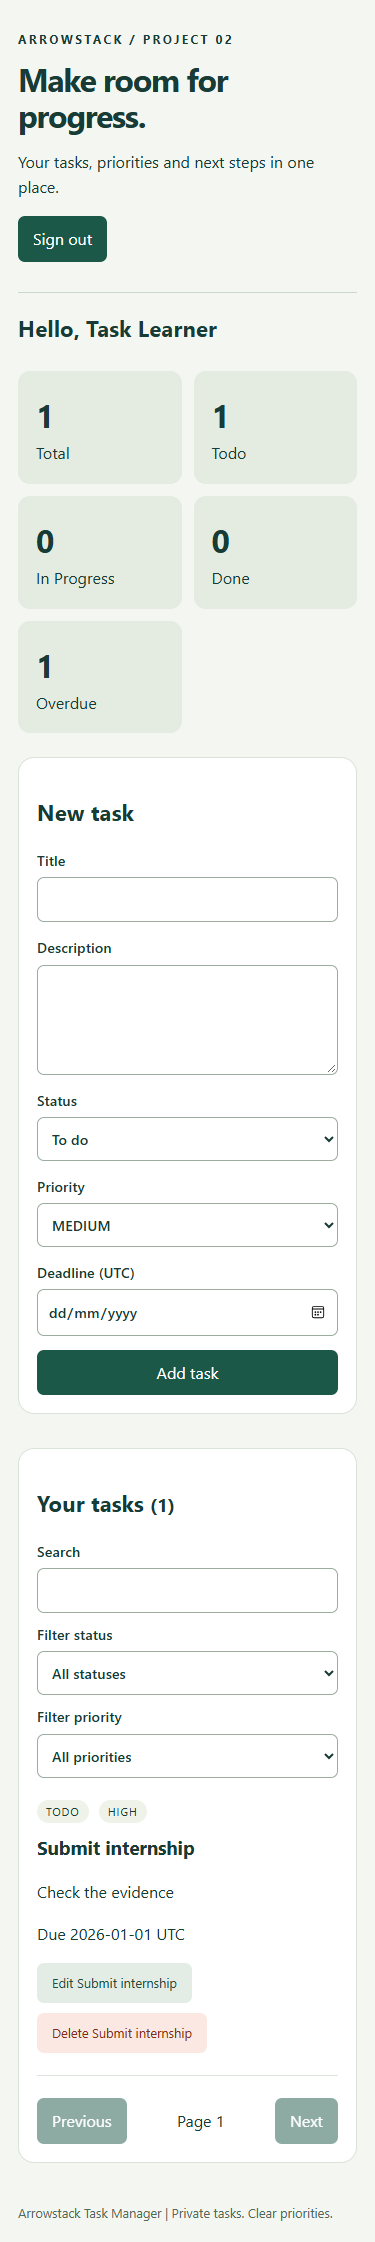 ARROWSTACK / PROJECT 02
Make room for
progress.
Your tasks, priorities and next steps in one
place.
Sign out
Hello, Task Learner
1
Total
1
Todo
0
In Progress
0
Done
1
Overdue
New task
Title
Description
Status
To do
Priority
MEDIUM
Deadline (UTC)
dd/mm/yyyy
Add task
Your tasks (1)
Search
Filter status
All statuses
Filter priority
All priorities
TODO HIGH
Submit internship
Check the evidence
Due 2026-01-01 UTC
Edit Submit internship
Delete Submit internship
Previous Page 1 Next
Arrowstack Task Manager | Private tasks. Clear priorities.